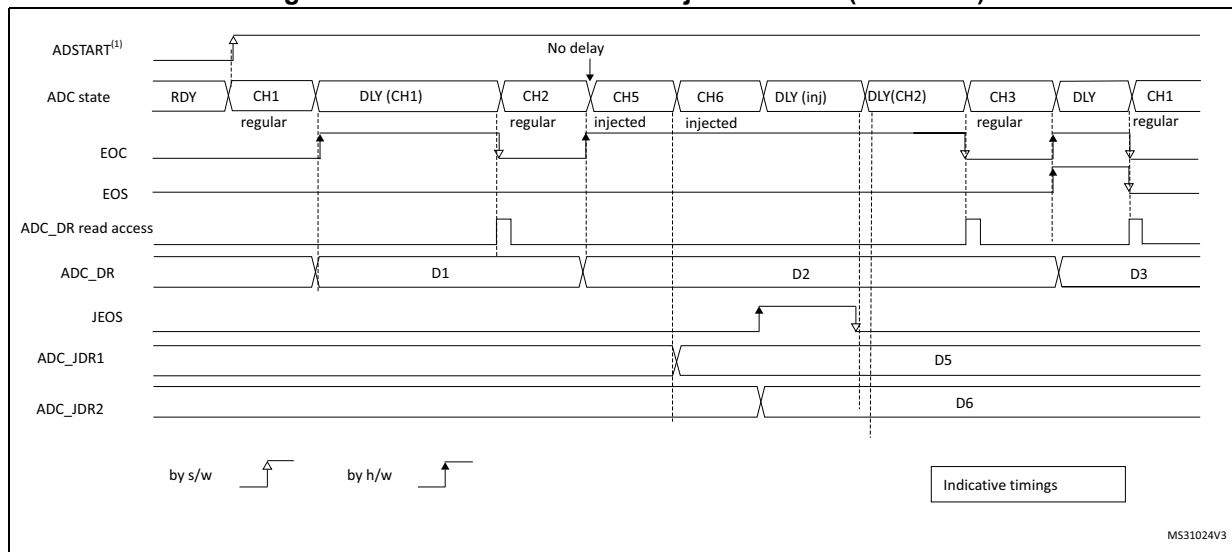 ADSTART(1)
No delay
ADC state
RDY
CH1
DLY (CH1)
CH2
CH5
CH6
DLY (inj)
DLY(CH2)
CH3
DLY
CH1
regular
regular
injected
injected
regular
regular
EOC
EOS
ADC_DR read access
ADC_DR
D1
D2
D3
JEOS
ADC_JDR1
D5
ADC_JDR2
D6
by s/w
by h/w
Indicative timings
MS31024V3